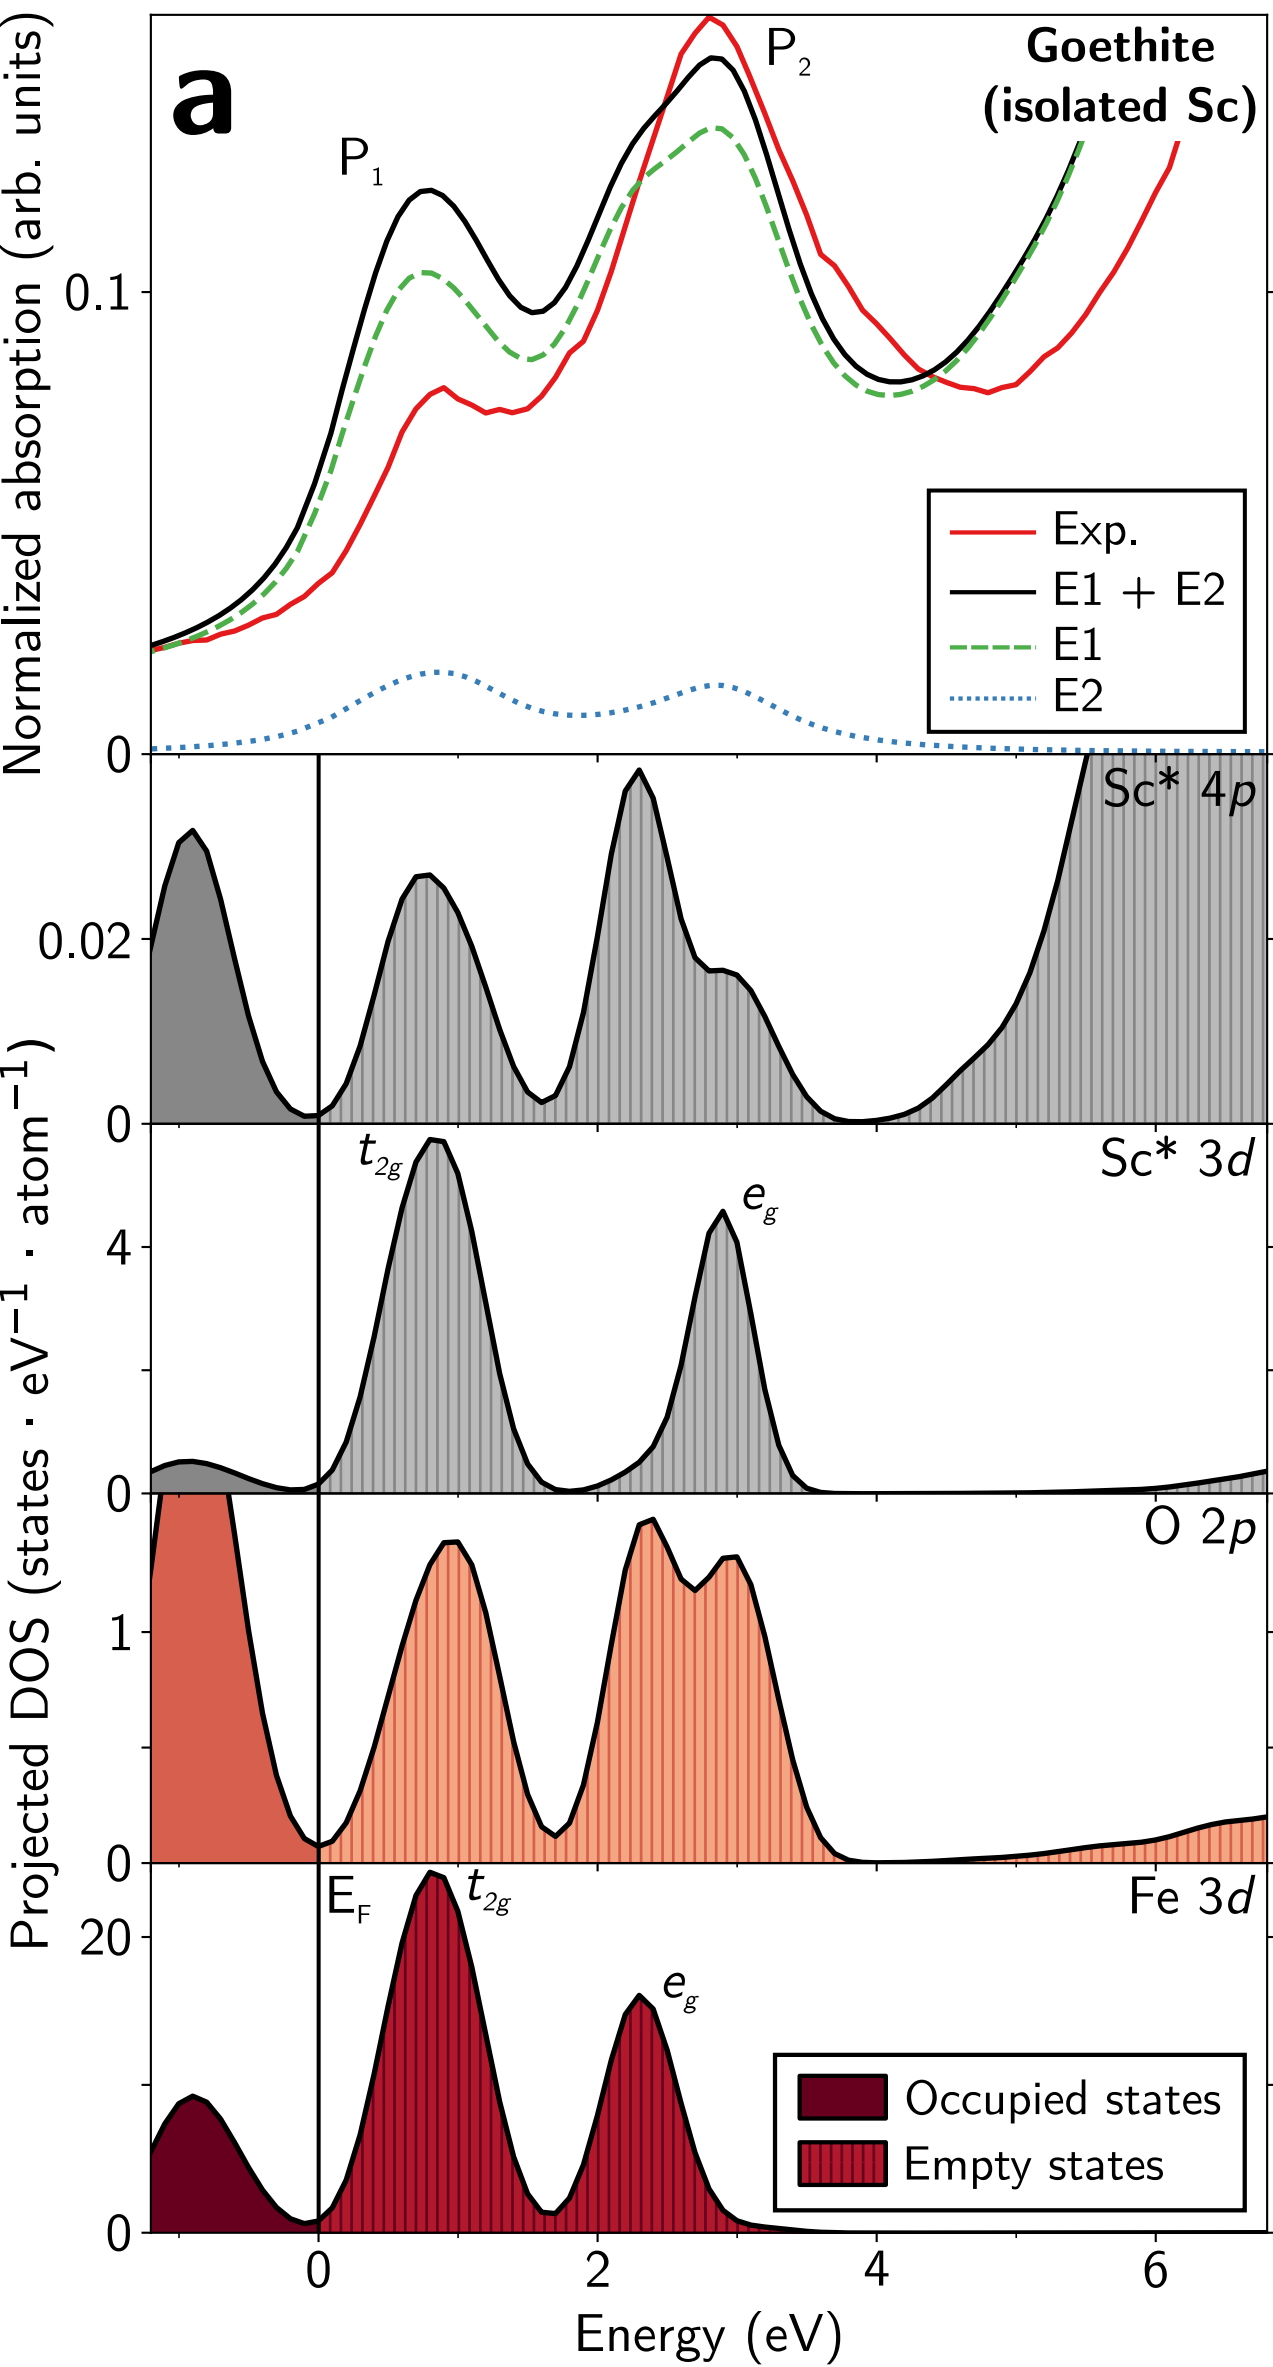 a
Goethite
(isolated Sc)
P1
P2
Normalized absorption (arb. units)
0.1
0
Exp.
E1 + E2
E1
E2
Sc* 4p
0.02
0
Projected DOS (states · eV⁻¹ · atom⁻¹)
t2g
eg
Sc* 3d
4
0
O 2p
1
0
EF
t2g
eg
Fe 3d
20
0
Occupied states
Empty states
0 2 4 6
Energy (eV)